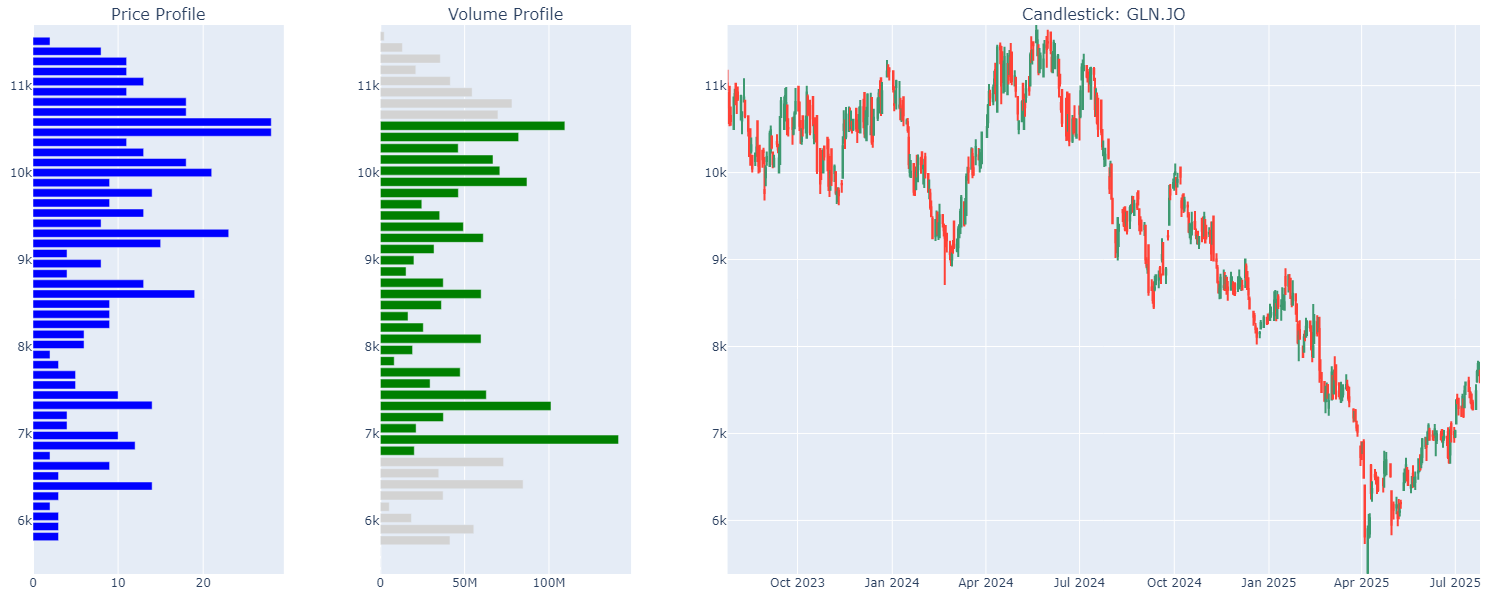 Price Profile
Volume Profile
Candlestick: GLN.JO
11k
10k
9k
8k
7k
6k
0
10
20
11k
10k
9k
8k
7k
6k
0
50M
100M
11k
10k
9k
8k
7k
6k
Oct 2023
Jan 2024
Apr 2024
Jul 2024
Oct 2024
Jan 2025
Apr 2025
Jul 2025